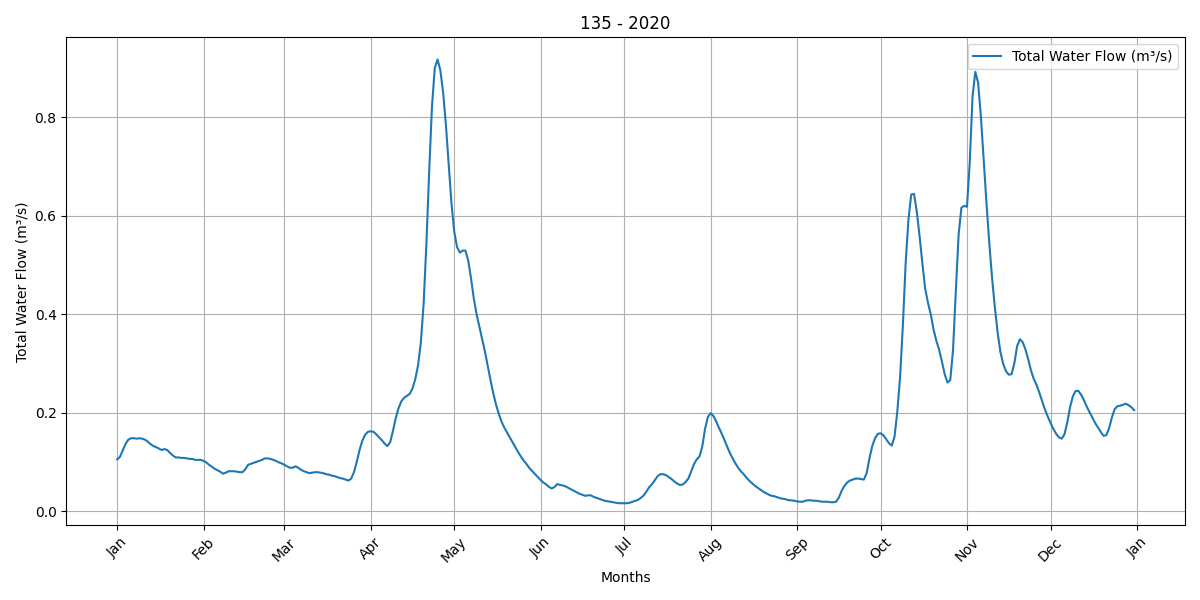 135 - 2020
Total Water Flow (m³/s)
Total Water Flow (m³/s)
0.8
0.6
0.4
0.2
0.0
Jan
Feb
Mar
Apr
May
Jun
Jul
Aug
Sep
Oct
Nov
Dec
Jan
Months